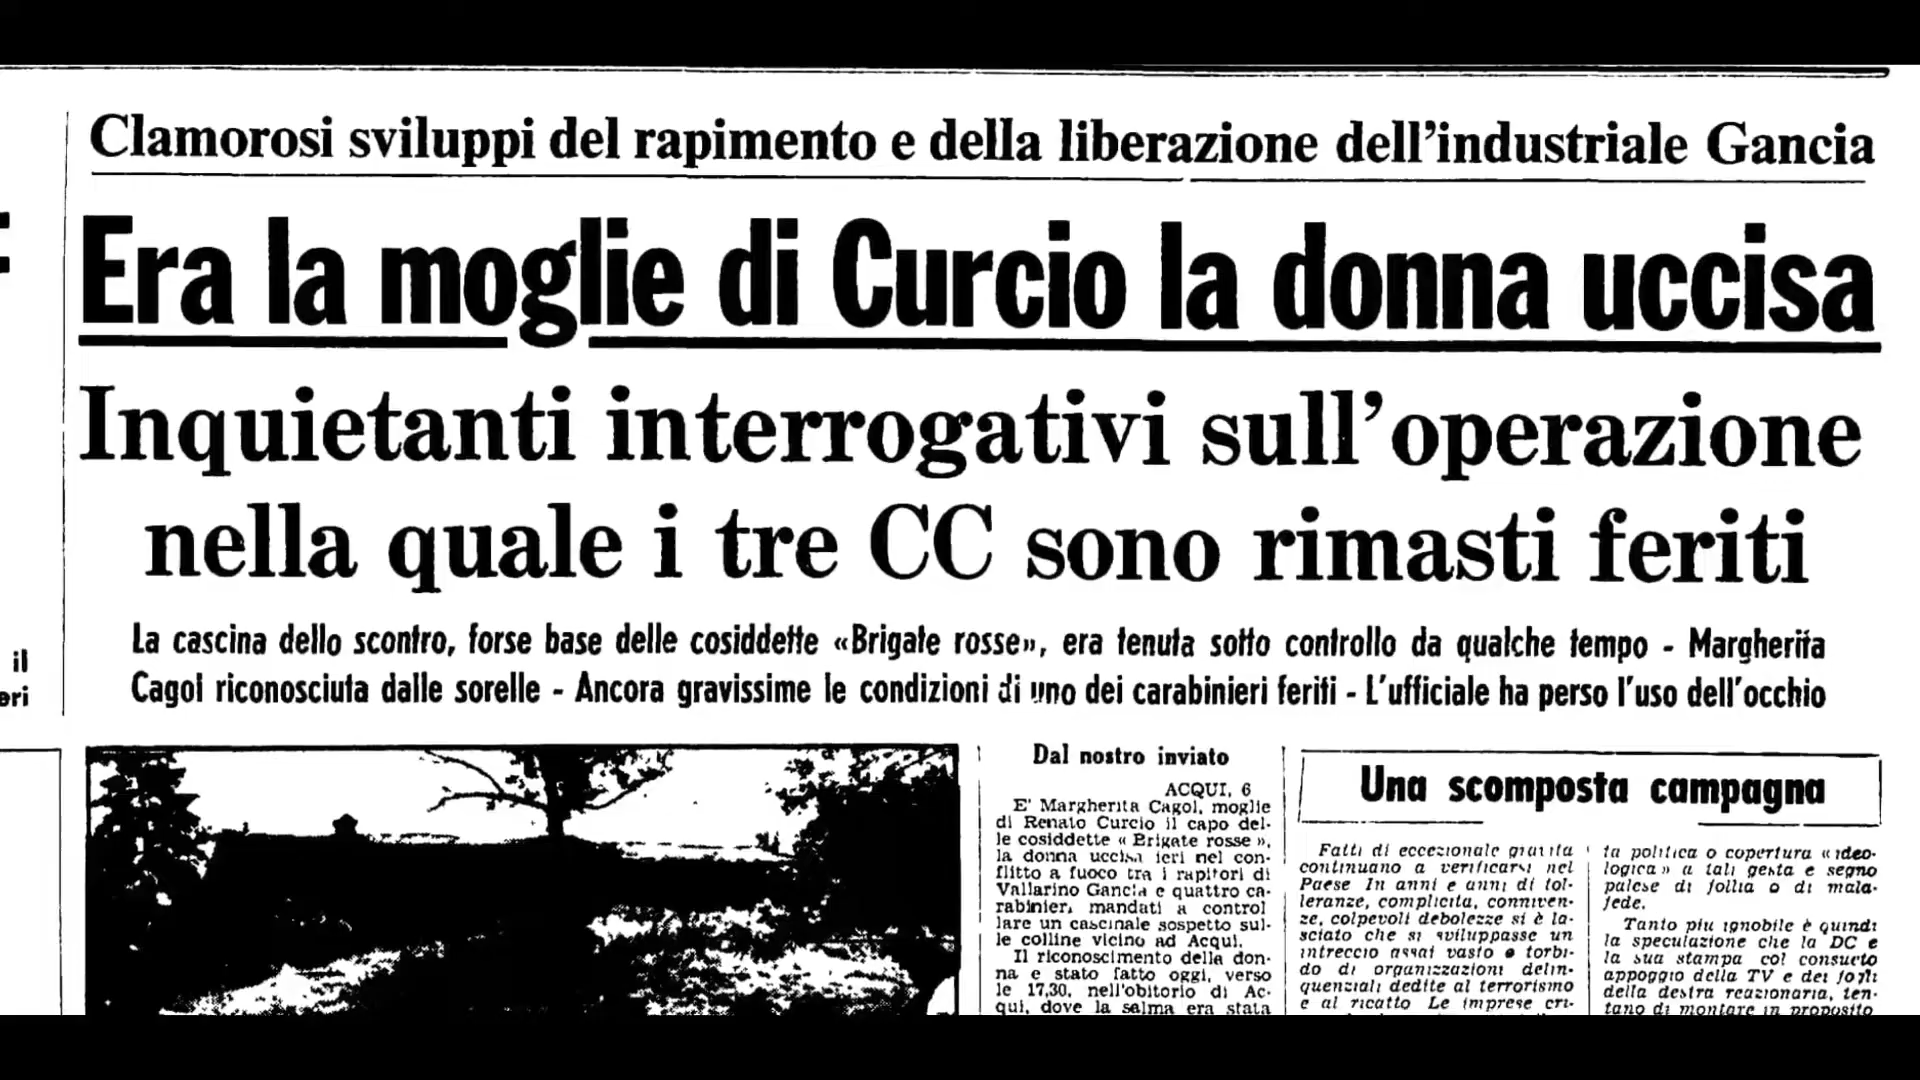 Clamorosi sviluppi del rapimento e della liberazione dell'industriale Gancia
Era la moglie di Curcio la donna uccisa
Inquietanti interrogativi sull'operazione
nella quale i tre CC sono rimasti feriti
La cascina dello scontro, forse base delle cosiddette «Brigate rosse», era tenuta sotto controllo da qualche tempo - Margherita
Cagol riconosciuta dalle sorelle - Ancora gravissime le condizioni di uno dei carabinieri feriti - L'ufficiale ha perso l'uso dell'occhio
il
eri
Dal nostro inviato
ACQUI, 6
E' Margherita Cagol, moglie
di Renato Curcio il capo del-
le cosiddette « Brigate rosse »,
la donna uccisa ieri nel con-
flitto a fuoco tra i rapitori di
Vallarino Gancia e quattro ca-
rabinieri mandati a control
lare un cascinale sospetto sul-
le colline vicino ad Acqui.
Il riconoscimento della don-
na e stato fatto oggi, verso
le 17,30, nell'obitorio di Ac-
qui, dove la salma era stata
Una scomposta campagna
Fatti di eccezionale gravita
continuano a verificarsi nel
Paese In anni e anni di tol-
leranze, complicita, conniven-
ze, colpevoli debolezze si è la-
sciato che si sviluppasse un
intreccio assai vasto e torbi-
do di organizzazioni delin-
quenziali dedite al terrorismo
e al ricatto Le imprese cri-
ta politica o copertura « ideo-
logica » a tali gesta e segno
palese di follia o di mala-
fede.
Tanto piu ignobile è quindi
la speculazione che la DC e
la sua stampa col consueto
appoggio della TV e dei fogli
della destra reazionaria, ten-
tano di montare in proposito